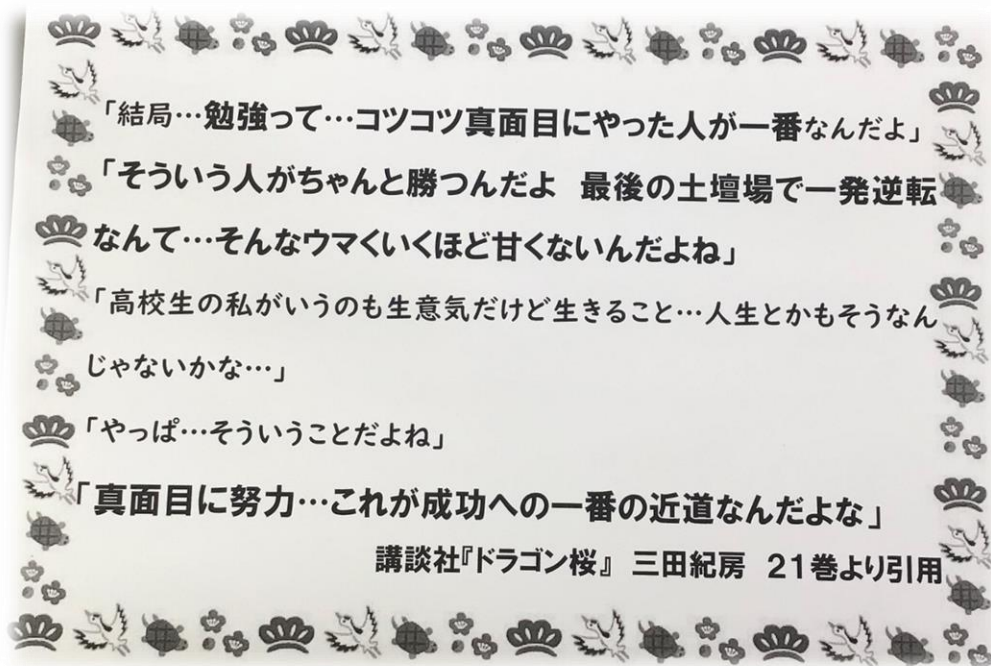 「結局…勉強って…コツコツ真面目にやった人が一番なんだよ」
「そういう人がちゃんと勝つんだよ　最後の土壇場で一発逆転
なんて…そんなウマくいくほど甘くないんだよね」
「高校生の私がいうのも生意気だけど生きること…人生とかもそうなん
じゃないかな…」
「やっぱ…そういうことだよね」
「真面目に努力…これが成功への一番の近道なんだよな」
講談社『ドラゴン桜』　三田紀房　21巻より引用